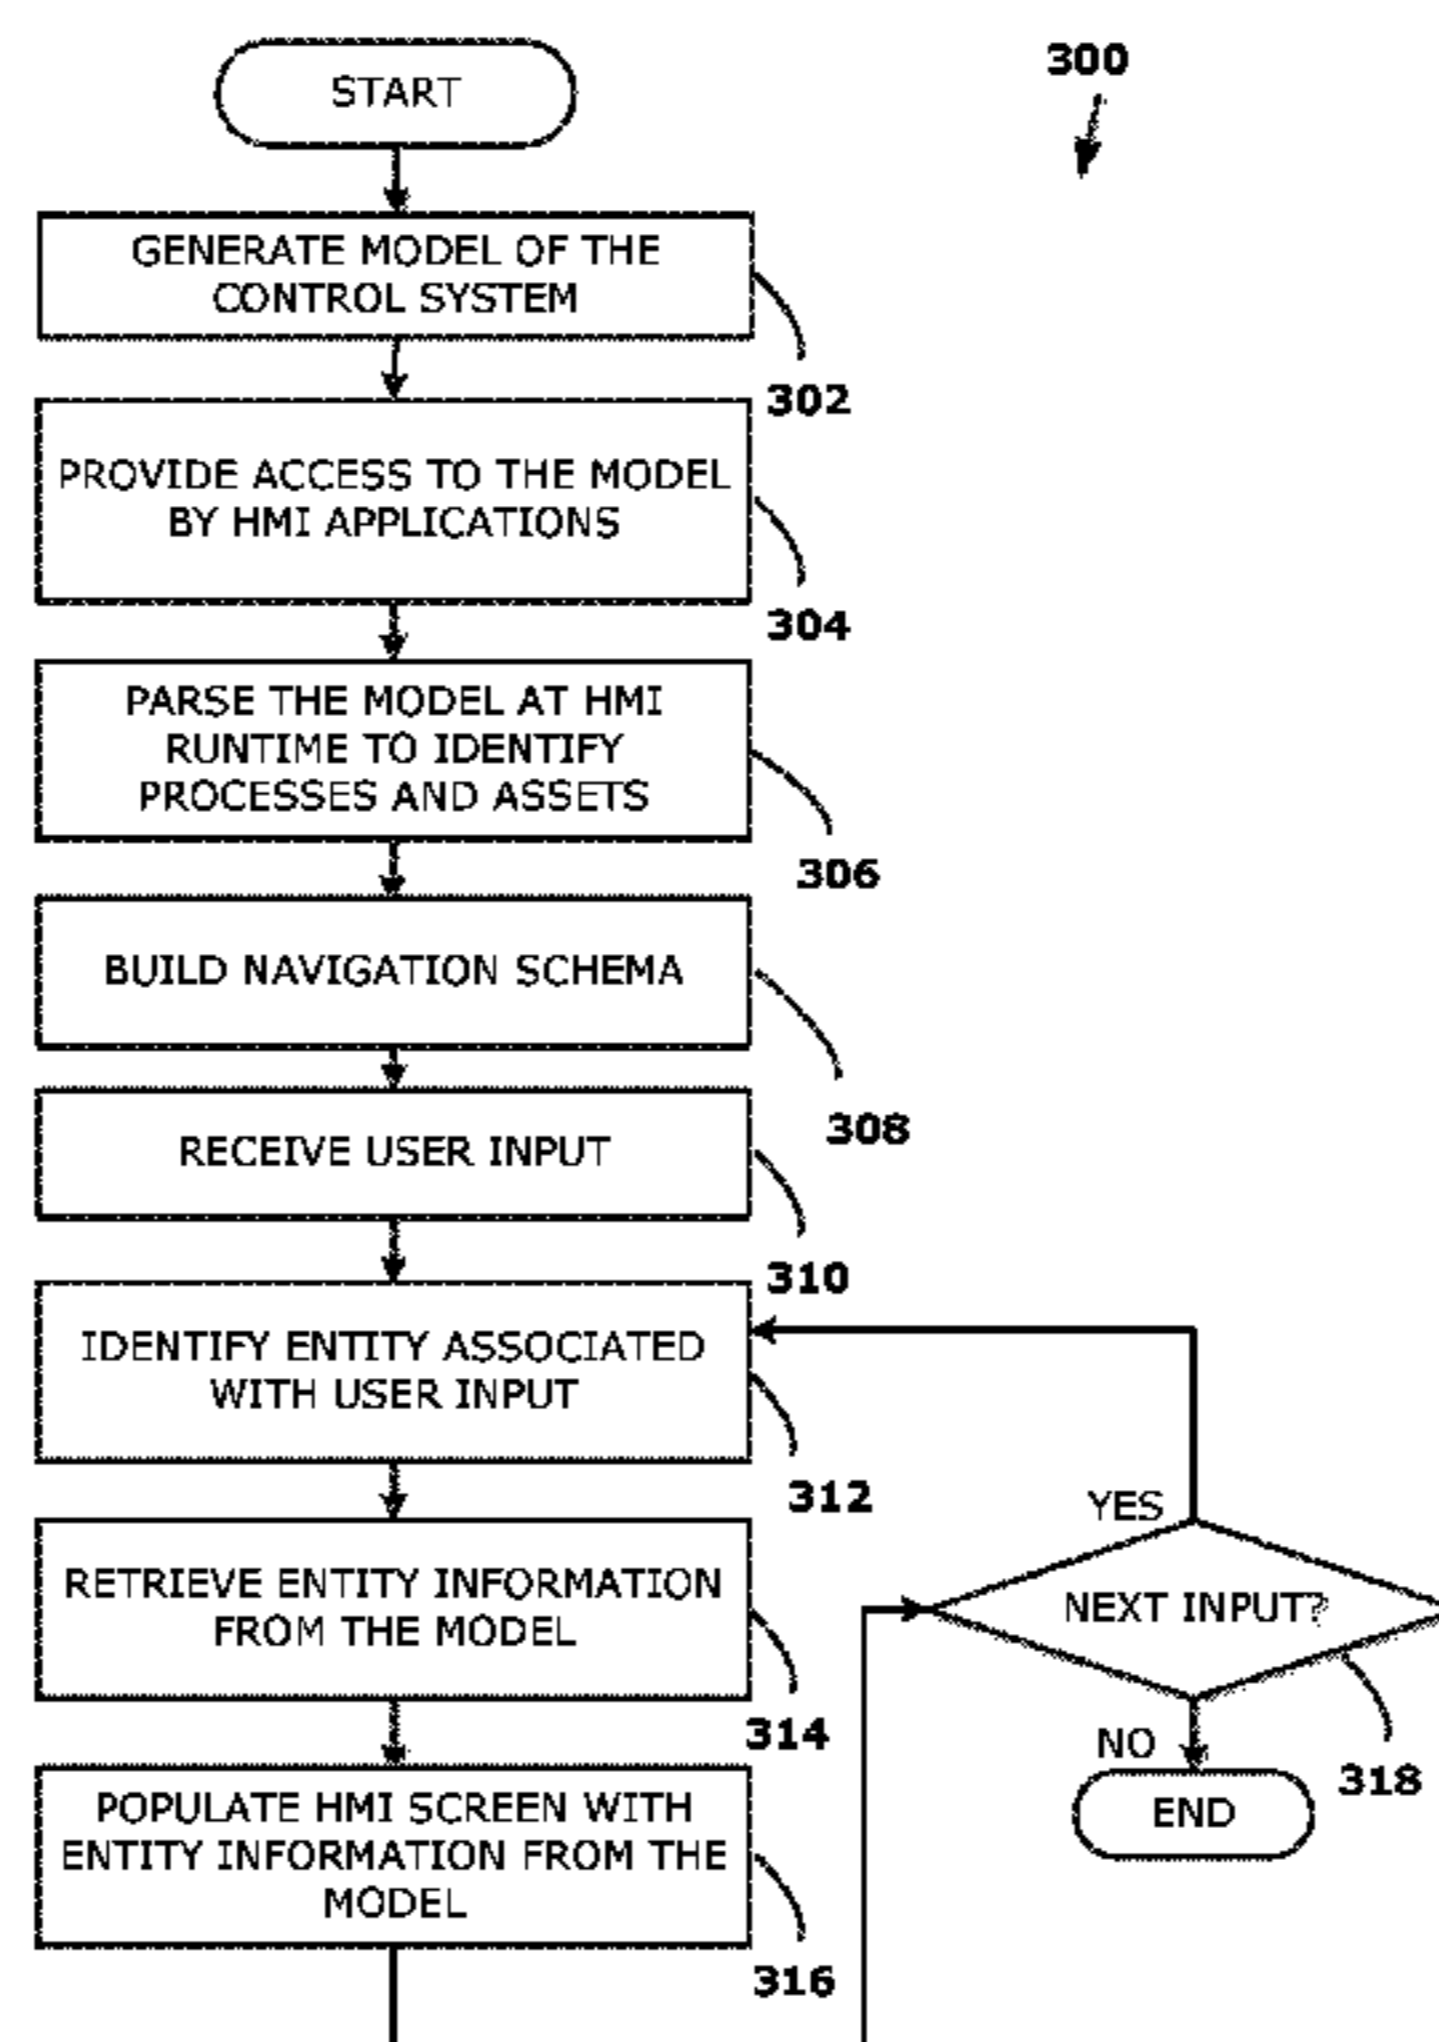 START
300
GENERATE MODEL OF THE
CONTROL SYSTEM
302
PROVIDE ACCESS TO THE MODEL
BY HMI APPLICATIONS
304
PARSE THE MODEL AT HMI
RUNTIME TO IDENTIFY
PROCESSES AND ASSETS
306
BUILD NAVIGATION SCHEMA
308
RECEIVE USER INPUT
310
IDENTIFY ENTITY ASSOCIATED
WITH USER INPUT
312
RETRIEVE ENTITY INFORMATION
FROM THE MODEL
314
POPULATE HMI SCREEN WITH
ENTITY INFORMATION FROM THE
MODEL
316
YES
NEXT INPUT?
318
NO
END